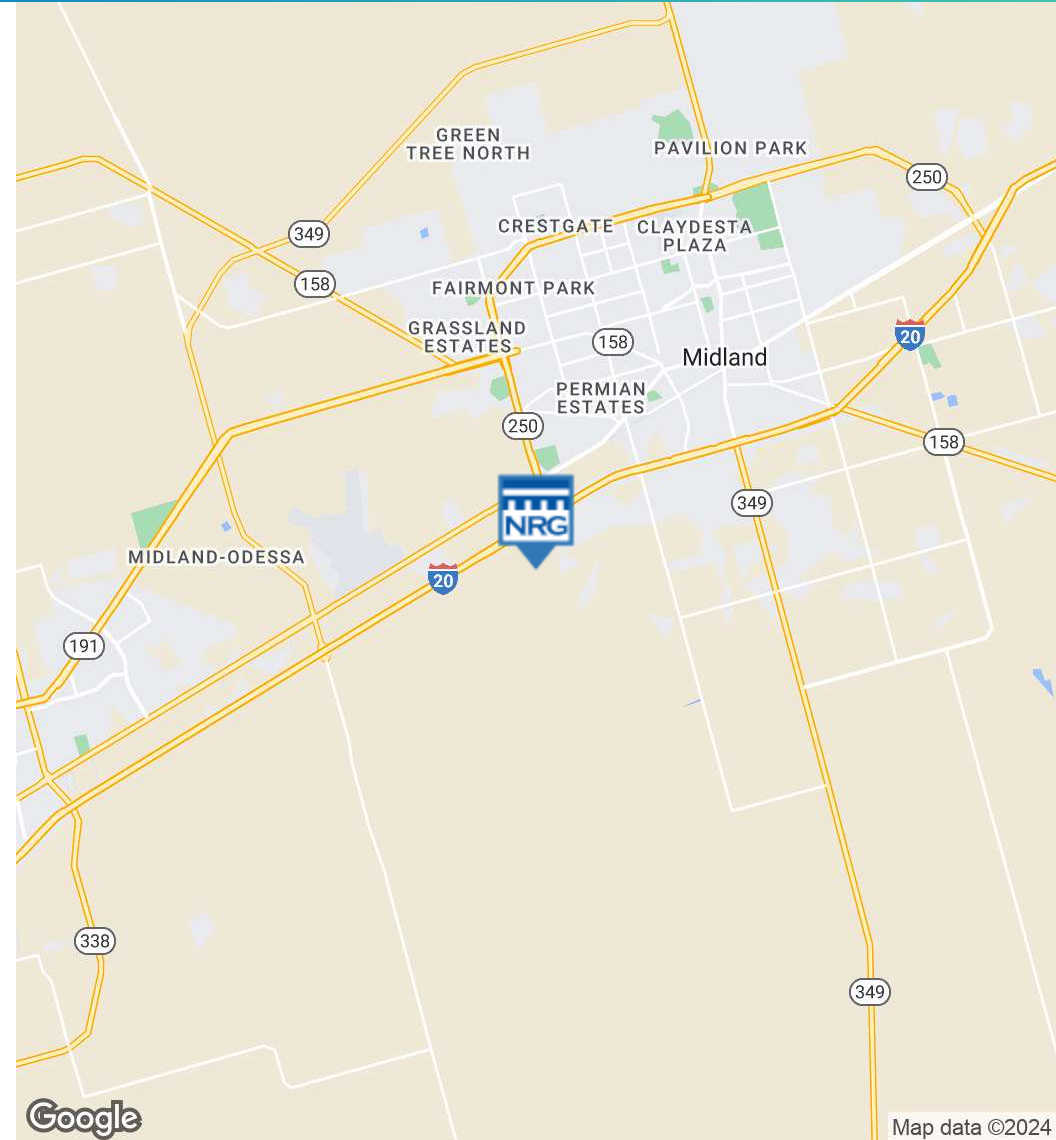 GREEN
TREE NORTH
PAVILION PARK
250
349
CRESTGATE
CLAYDESTA
PLAZA
158
FAIRMONT PARK
GRASSLAND
ESTATES
158
20
Midland
PERMIAN
ESTATES
250
158
349
NRG
MIDLAND-ODESSA
20
191
338
349
Google
Map data ©2024